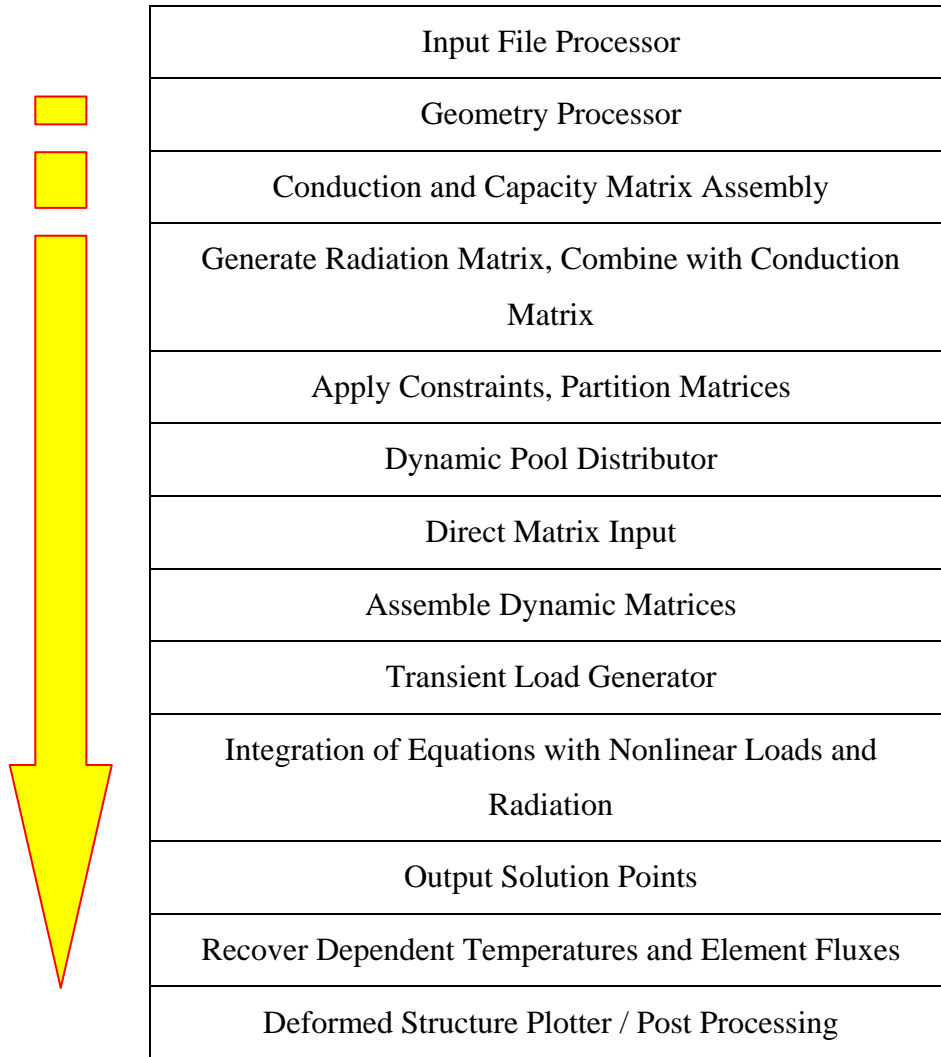 Input File Processor
Geometry Processor
Conduction and Capacity Matrix Assembly
Generate Radiation Matrix, Combine with Conduction
Matrix
Apply Constraints, Partition Matrices
Dynamic Pool Distributor
Direct Matrix Input
Assemble Dynamic Matrices
Transient Load Generator
Integration of Equations with Nonlinear Loads and
Radiation
Output Solution Points
Recover Dependent Temperatures and Element Fluxes
Deformed Structure Plotter / Post Processing